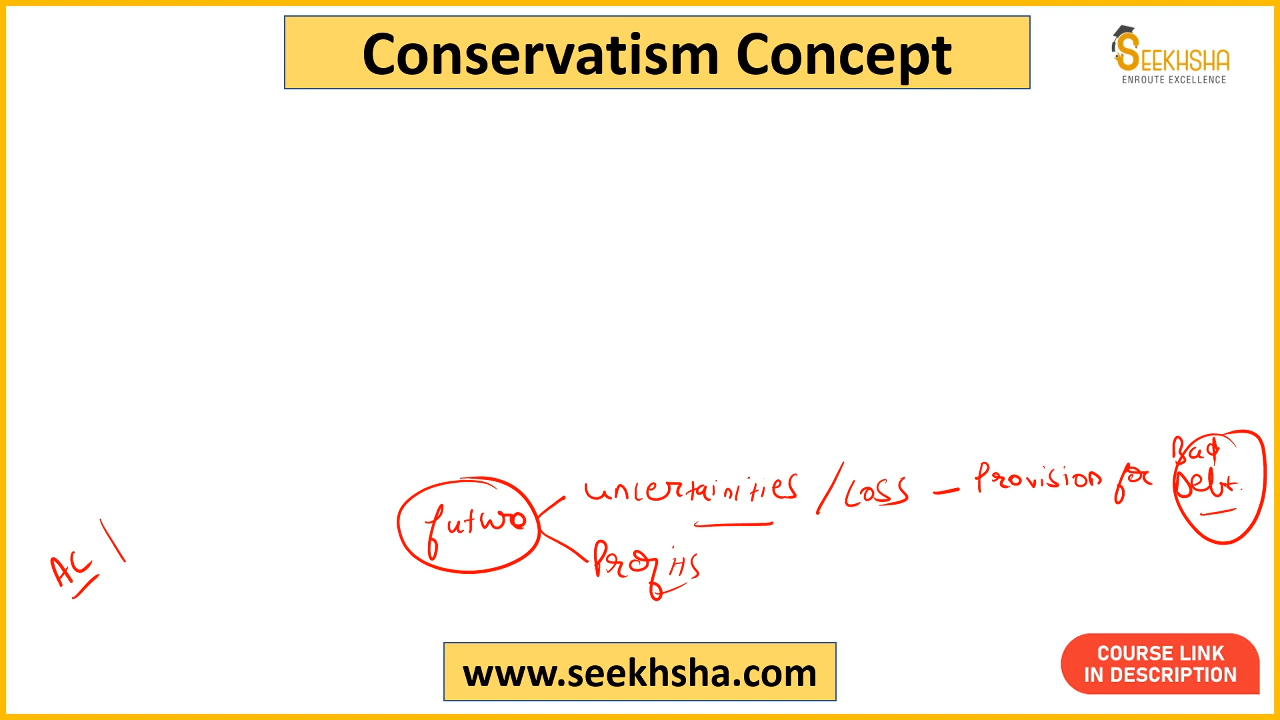 Conservatism Concept
SEEKHSHA
ENROUTE EXCELLENCE
future
uncertainities / Loss – Provision for Bad Debt.
Profits
AC
www.seekhsha.com
COURSE LINK
IN DESCRIPTION